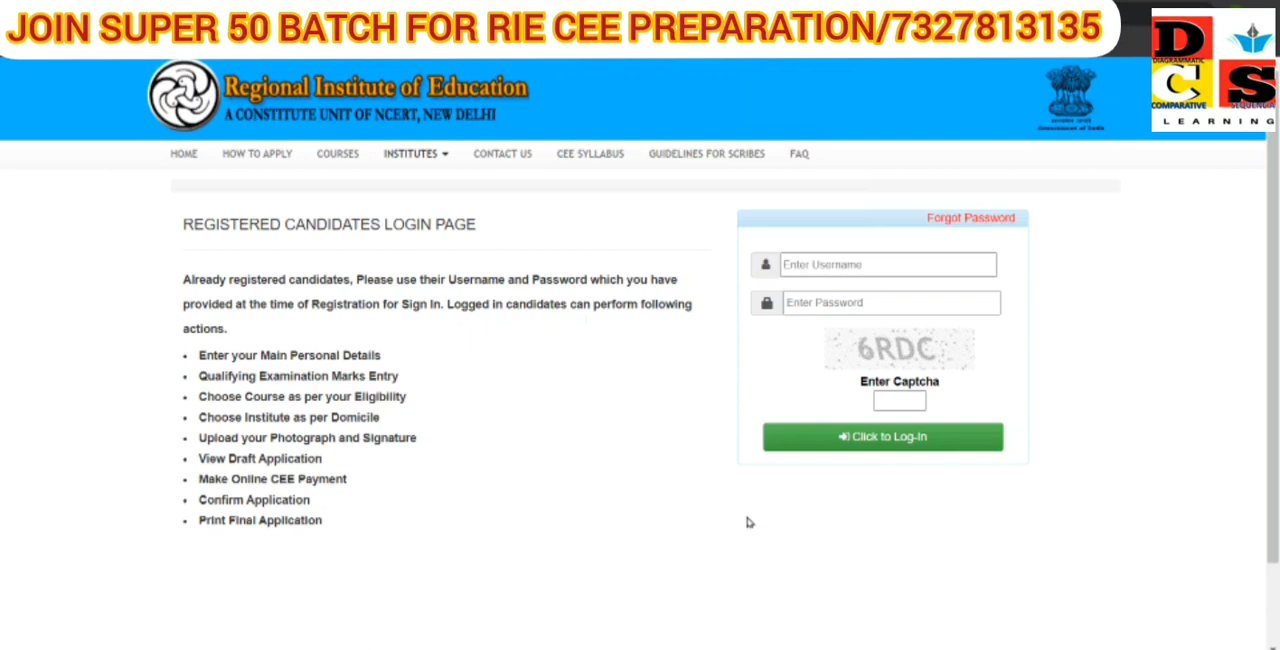 JOIN SUPER 50 BATCH FOR RIE CEE PREPARATION/7327813135
D
DIAGRAMMATIC
C
COMPARATIVE
S
LEARNING
Regional Institute of Education
A CONSTITUTE UNIT OF NCERT, NEW DELHI
Government of India
HOME HOW TO APPLY COURSES INSTITUTES CONTACT US CEE SYLLABUS GUIDELINES FOR SCRIBES FAQ
REGISTERED CANDIDATES LOGIN PAGE
Already registered candidates, Please use their Username and Password which you have
provided at the time of Registration for Sign In. Logged in candidates can perform following
actions.
• Enter your Main Personal Details
• Qualifying Examination Marks Entry
• Choose Course as per your Eligibility
• Choose Institute as per Domicile
• Upload your Photograph and Signature
• View Draft Application
• Make Online CEE Payment
• Confirm Application
• Print Final Application
Forgot Password
Enter Username
Enter Password
6RDC
Enter Captcha
Click to Log-In